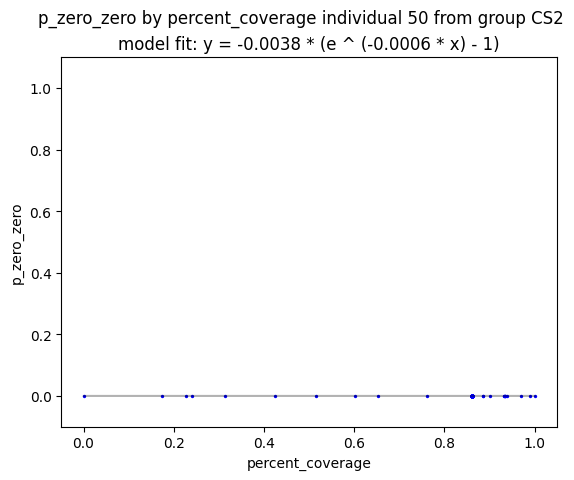 p_zero_zero by percent_coverage individual 50 from group CS2
model fit: y = -0.0038 * (e ^ (-0.0006 * x) - 1)
1.0
0.8
0.6
0.4
0.2
0.0
p_zero_zero
0.0 0.2 0.4 0.6 0.8 1.0
percent_coverage